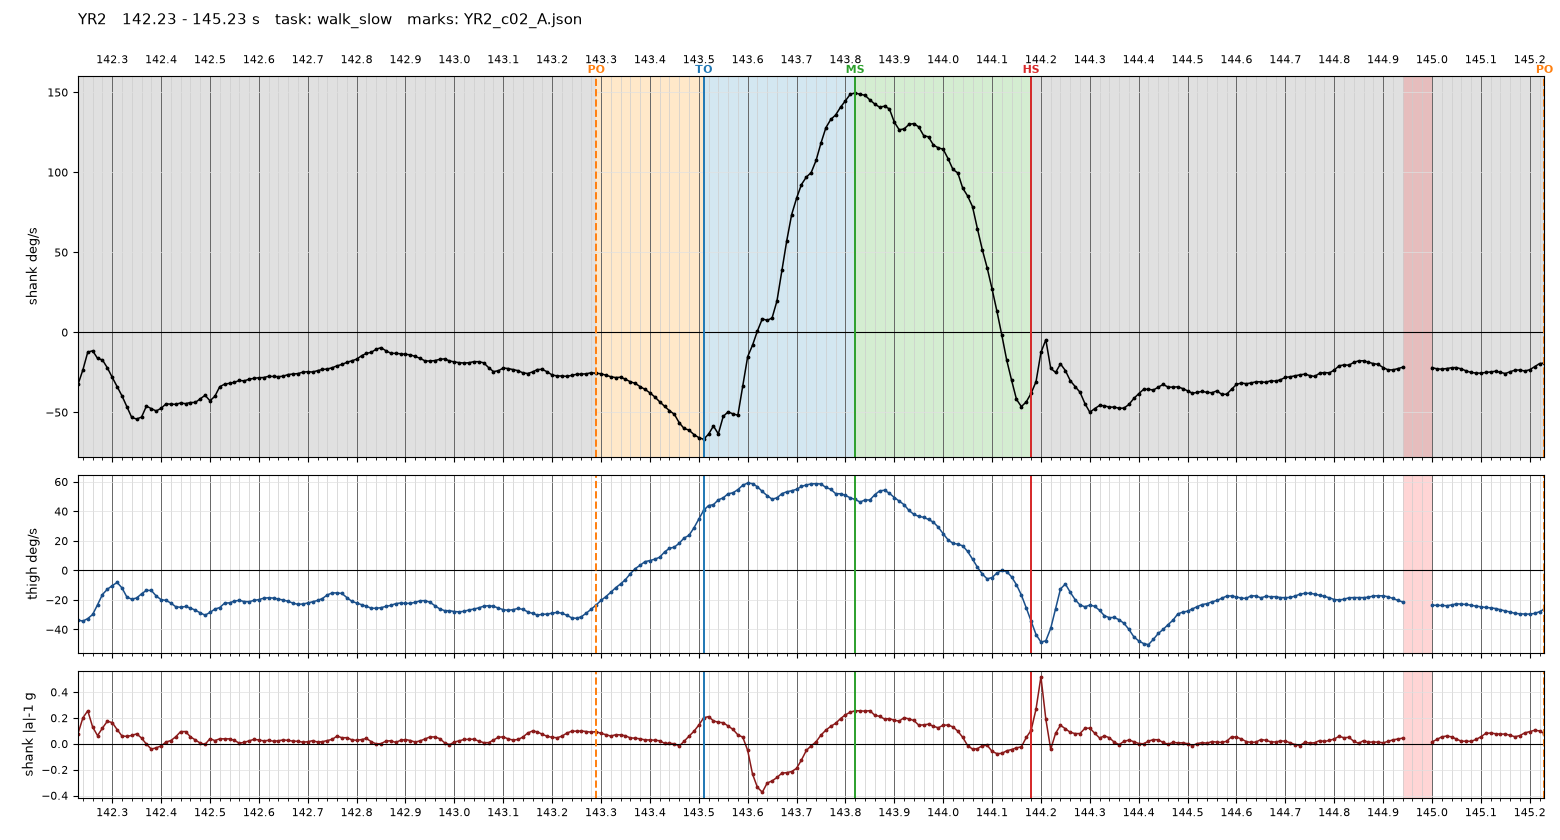 YR2   142.23 - 145.23 s   task: walk_slow   marks: YR2_c02_A.json
142.3 142.4 142.5 142.6 142.7 142.8 142.9 143.0 143.1 143.2 143.3 143.4 143.5 143.6 143.7 143.8 143.9 144.0 144.1 144.2 144.3 144.4 144.5 144.6 144.7 144.8 144.9 145.0 145.1 145.2
PO TO MS HS PO
shank deg/s
150
100
50
0
−50
thigh deg/s
60
40
20
0
−20
−40
shank |a|-1 g
0.4
0.2
0.0
−0.2
−0.4
142.3 142.4 142.5 142.6 142.7 142.8 142.9 143.0 143.1 143.2 143.3 143.4 143.5 143.6 143.7 143.8 143.9 144.0 144.1 144.2 144.3 144.4 144.5 144.6 144.7 144.8 144.9 145.0 145.1 145.2